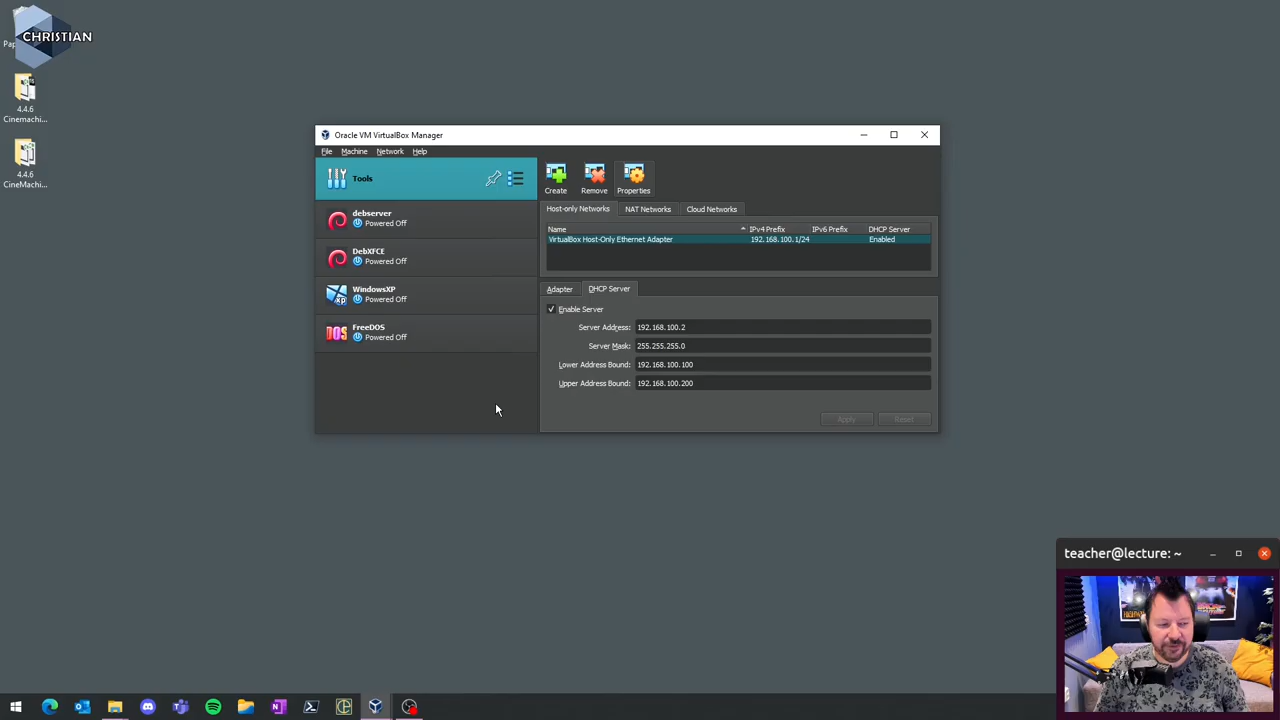 CHRISTIAN
Pap
4.4.6
Cinemachi...
4.4.6
CineMachi...
Oracle VM VirtualBox Manager
File Machine Network Help
Tools
Create Remove Properties
debserver
Powered Off
DebXFCE
Powered Off
WindowsXP
Powered Off
FreeDOS
Powered Off
xp
DOS
Host-only Networks NAT Networks Cloud Networks
Name IPv4 Prefix IPv6 Prefix DHCP Server
VirtualBox Host-Only Ethernet Adapter 192.168.100.1/24 Enabled
Adapter DHCP Server
Enable Server
Server Address: 192.168.100.2
Server Mask: 255.255.255.0
Lower Address Bound: 192.168.100.100
Upper Address Bound: 192.168.100.200
Apply Reset
teacher@lecture: ~